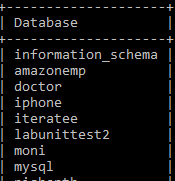 Database
information_schema
amazonemp
doctor
iphone
iteratee
labunittest2
moni
mysql